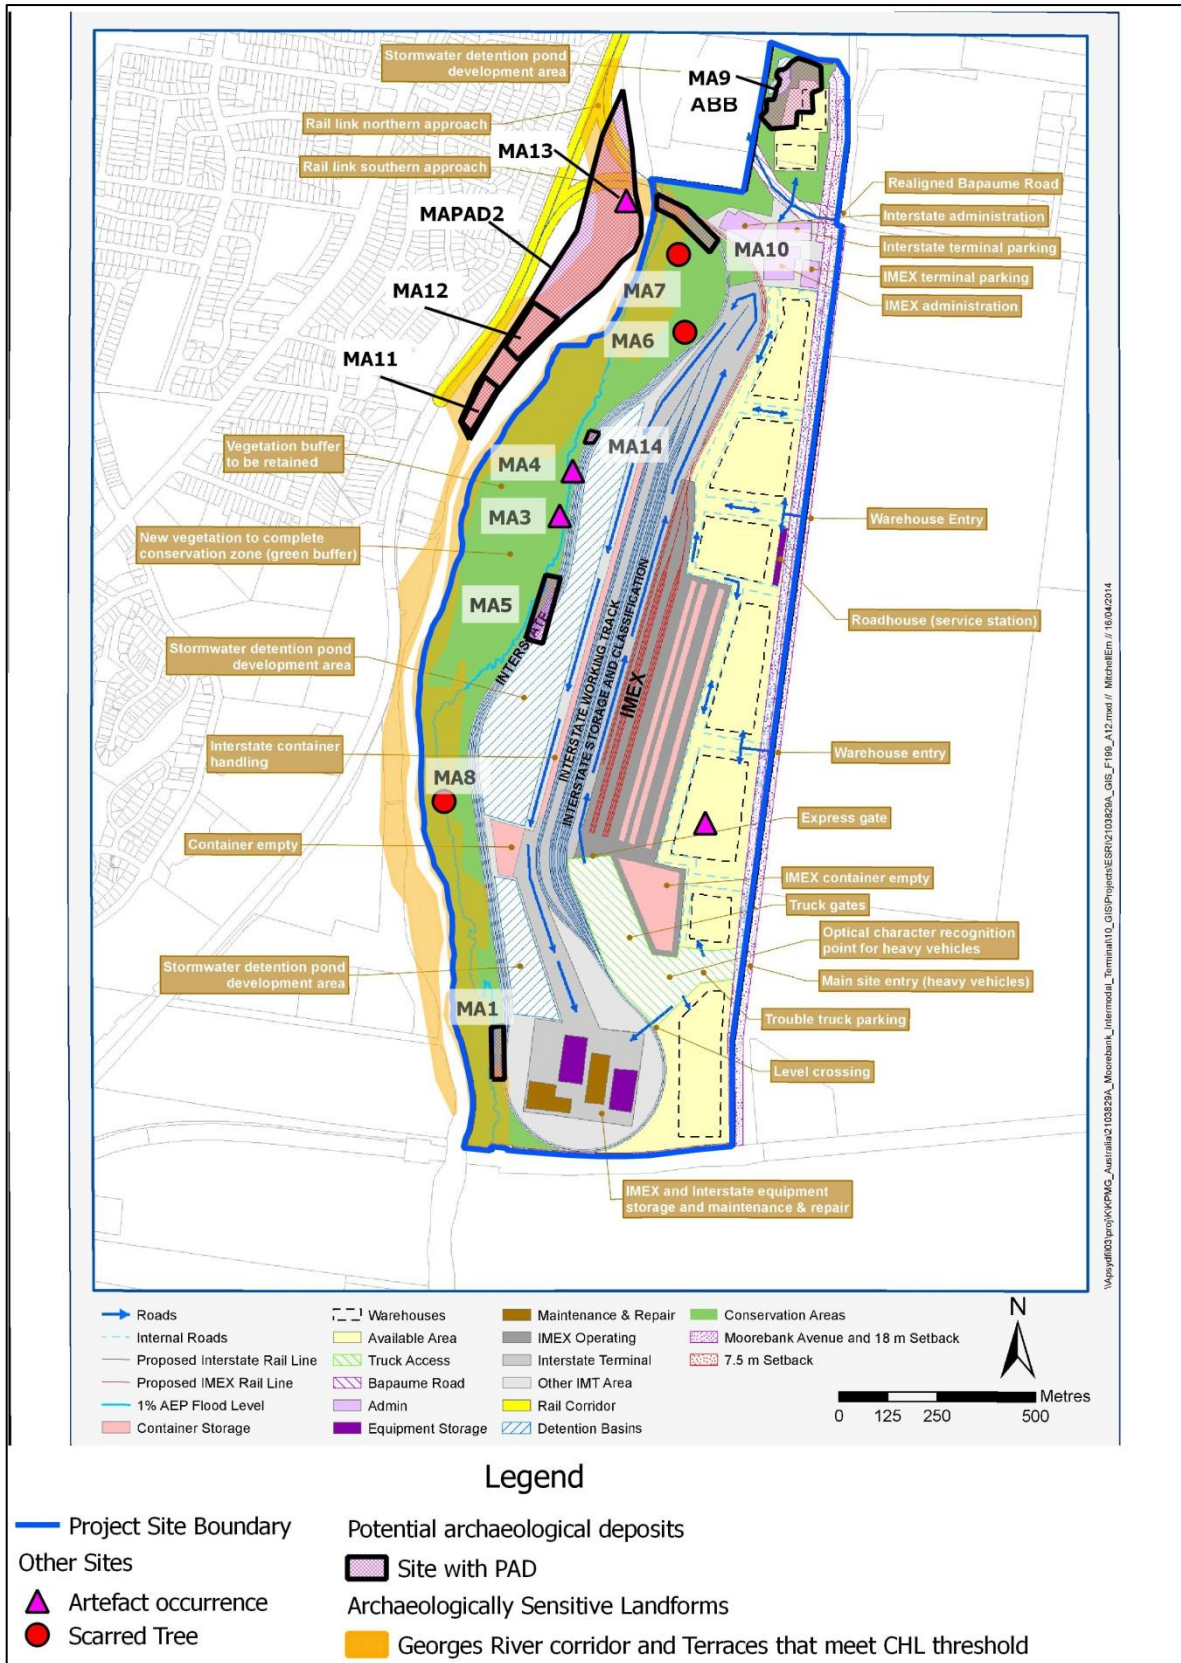 Stormwater detention pond
development area
MA9
ABB
Rail link northern approach
MA13
Rail link southern approach
Realigned Bapaume Road
MAPAD2
Interstate administration
Interstate terminal parking
MA10
IMEX terminal parking
MA7
MA12
IMEX administration
MA6
MA11
Vegetation buffer
to be retained
MA14
MA4
MA3
Warehouse Entry
New vegetation to complete
conservation zone (green buffer)
MA5
Roadhouse (service station)
INTERSTATE
INTERSTATE WORKING TRACK
INTERSTATE STORAGE AND CLASSIFICATION
IMEX
Stormwater detention pond
development area
Interstate container
handling
Warehouse entry
MA8
Express gate
Container empty
IMEX container empty
Truck gates
Optical character recognition
point for heavy vehicles
Stormwater detention pond
development area
Main site entry (heavy vehicles)
MA1
Trouble truck parking
Level crossing
IMEX and Interstate equipment
storage and maintenance & repair
Roads
Internal Roads
Proposed Interstate Rail Line
Proposed IMEX Rail Line
1% AEP Flood Level
Container Storage
Warehouses
Available Area
Truck Access
Bapaume Road
Admin
Equipment Storage
Maintenance & Repair
IMEX Operating
Interstate Terminal
Other IMT Area
Rail Corridor
Detention Basins
Conservation Areas
Moorebank Avenue and 18 m Setback
7.5 m Setback
N
Metres
0 125 250 500
Legend
Project Site Boundary
Other Sites
Artefact occurrence
Scarred Tree
Potential archaeological deposits
Site with PAD
Archaeologically Sensitive Landforms
Georges River corridor and Terraces that meet CHL threshold